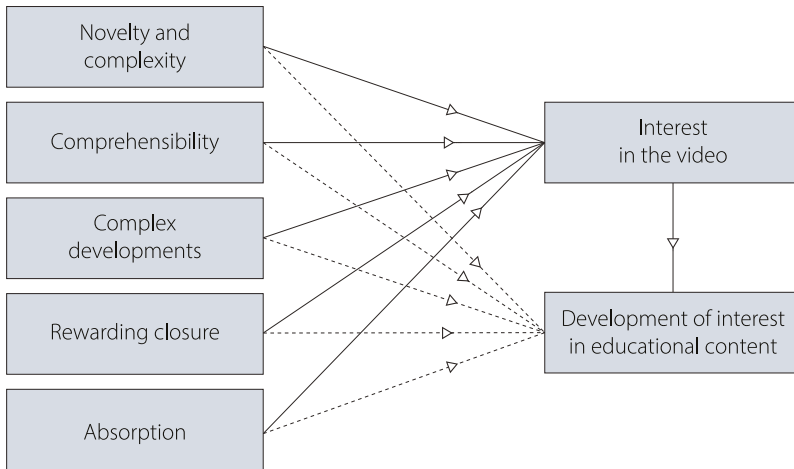 Novelty and
complexity
Comprehensibility
Complex
developments
Rewarding closure
Absorption
Interest
in the video
Development of interest
in educational content